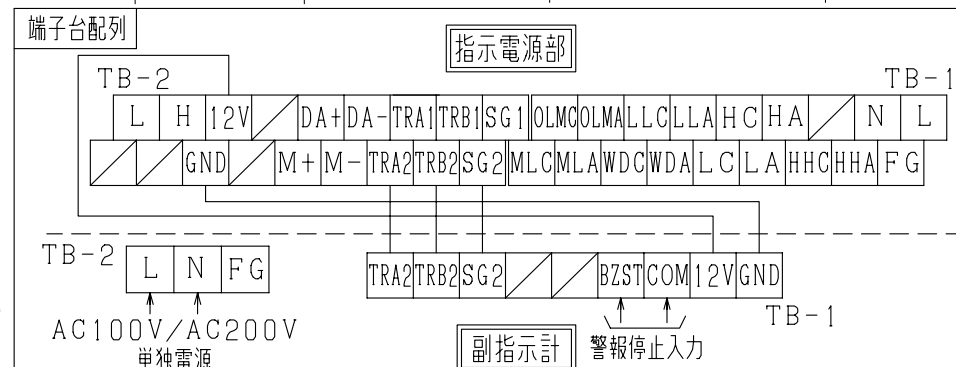 端子台配列
指示電源部
TB-2 TB-1
L H 12V DA+ DA- TRA1 TRB1 SG1 OLMC OLMA LLC LLA HC HA N L
GND M+ M- TRA2 TRB2 SG2 MLC MLA WDC WDA LC LA HHC HHA FG
TB-2
L N FG
TRA2 TRB2 SG2 BZST COM 12V GND
TB-1
AC100V/AC200V
単独電源
副指示計
警報停止入力